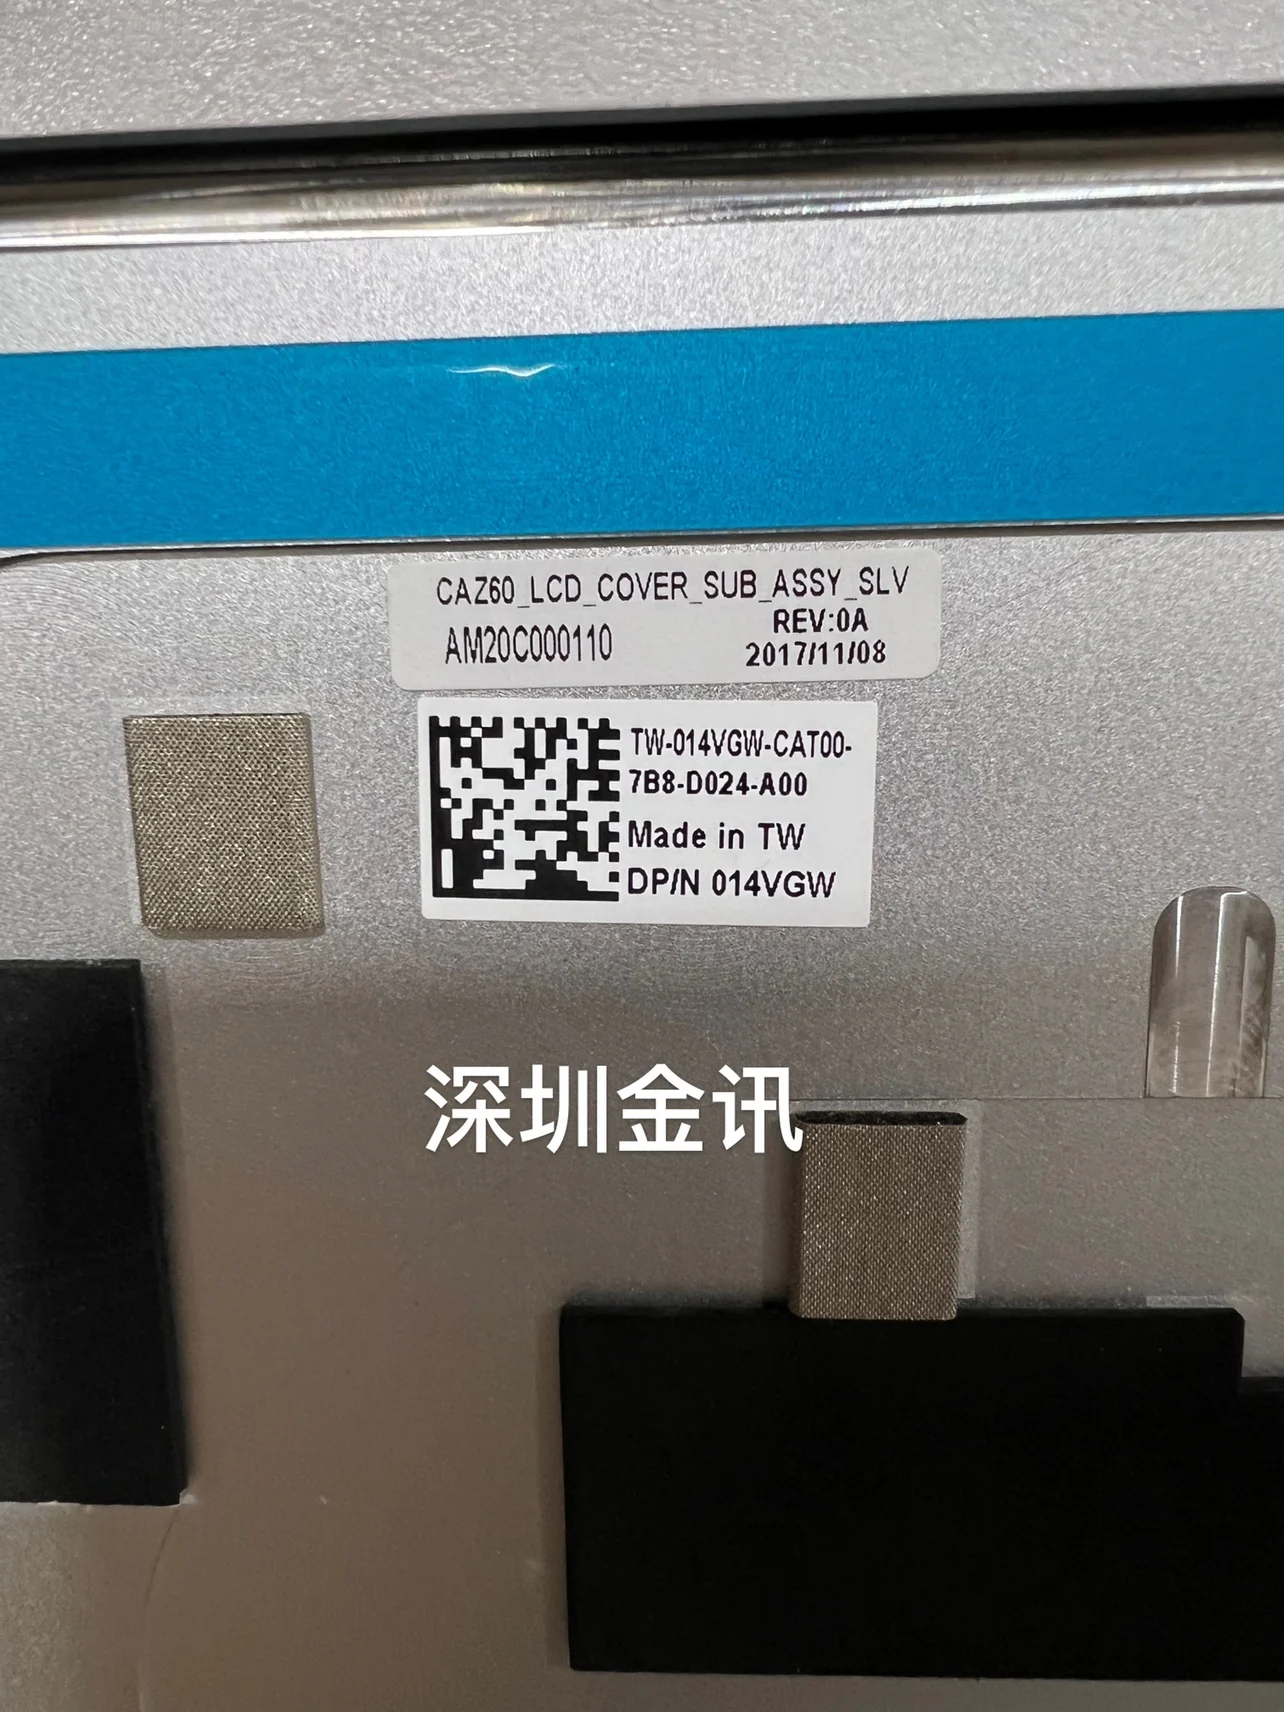 CAZ60_LCD_COVER_SUB_ASSY_SLV
REV:0A
AM20C000110
2017/11/08
TW-014VGW-CAT00-
7B8-D024-A00
Made in TW
DP/N 014VGW
深圳金讯